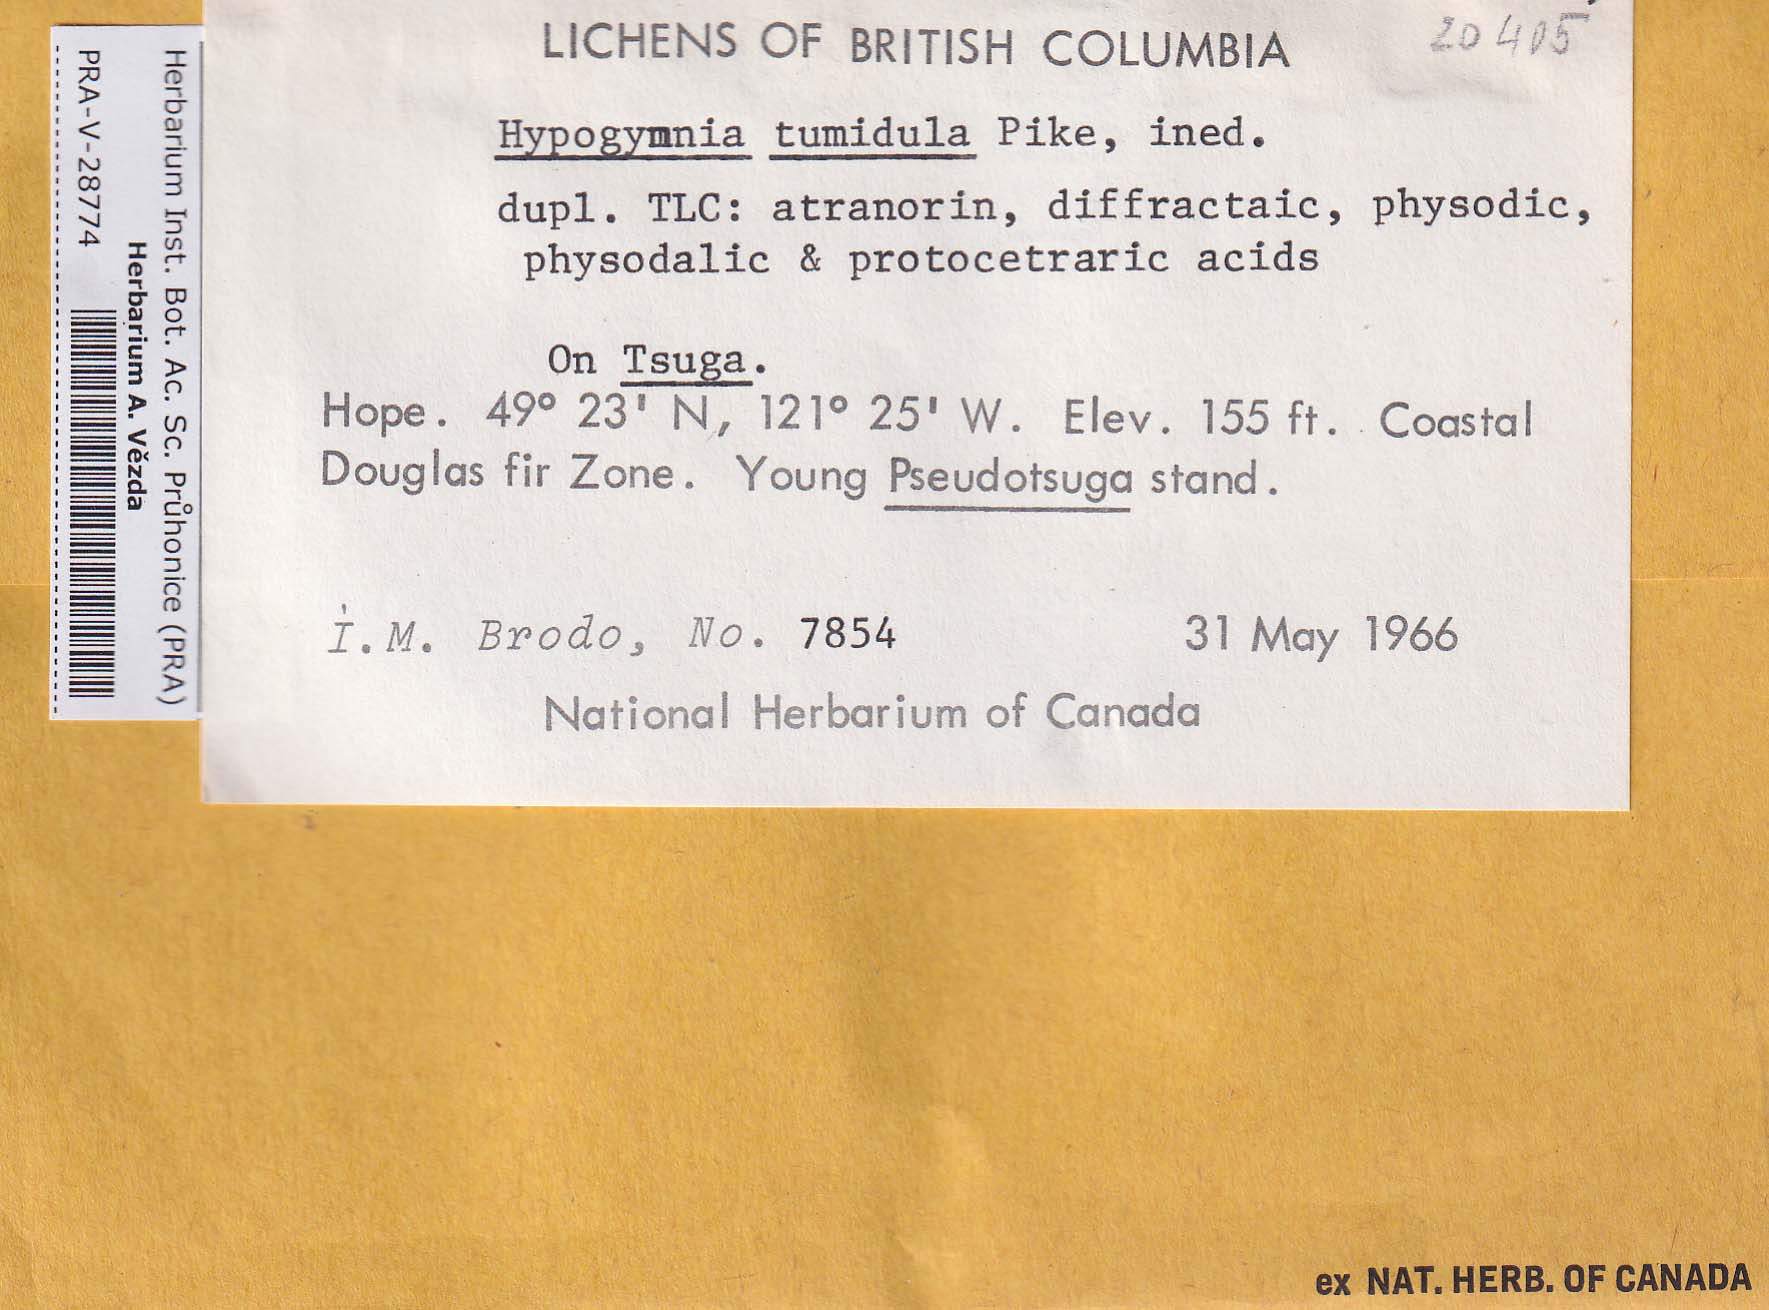 LICHENS OF BRITISH COLUMBIA
20405
Hypogymnia tumidula Pike, ined.
dupl. TLC: atranorin, diffractaic, physodic,
physodalic & protocetraric acids
On Tsuga.
Hope. 49° 23' N, 121° 25' W. Elev. 155 ft. Coastal
Douglas fir Zone. Young Pseudotsuga stand.
I.M. Brodo, No. 7854 31 May 1966
National Herbarium of Canada
Herbarium Inst. Bot. Ac. Sc. Průhonice (PRA)
Herbarium A. Vězda
PRA-V-28774
ex NAT. HERB. OF CANADA